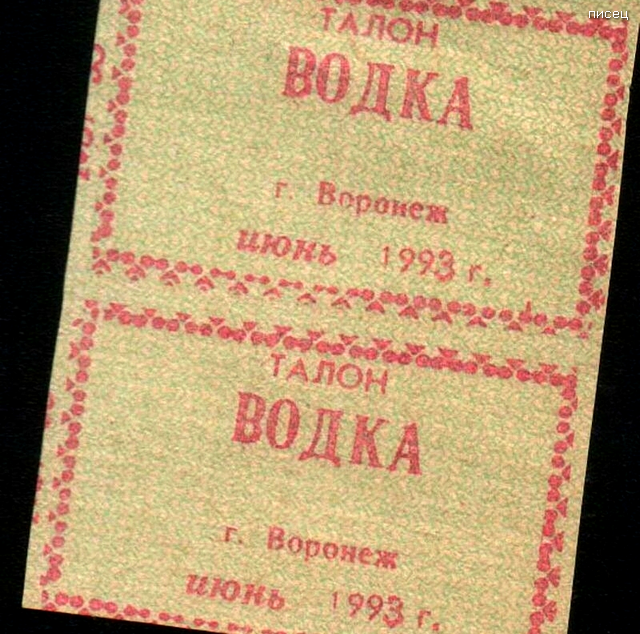 писец
ТАЛОН
ВОДКА
г. Воронеж
июнь 1993 г.
ТАЛОН
ВОДКА
г. Воронеж
июнь 1993 г.